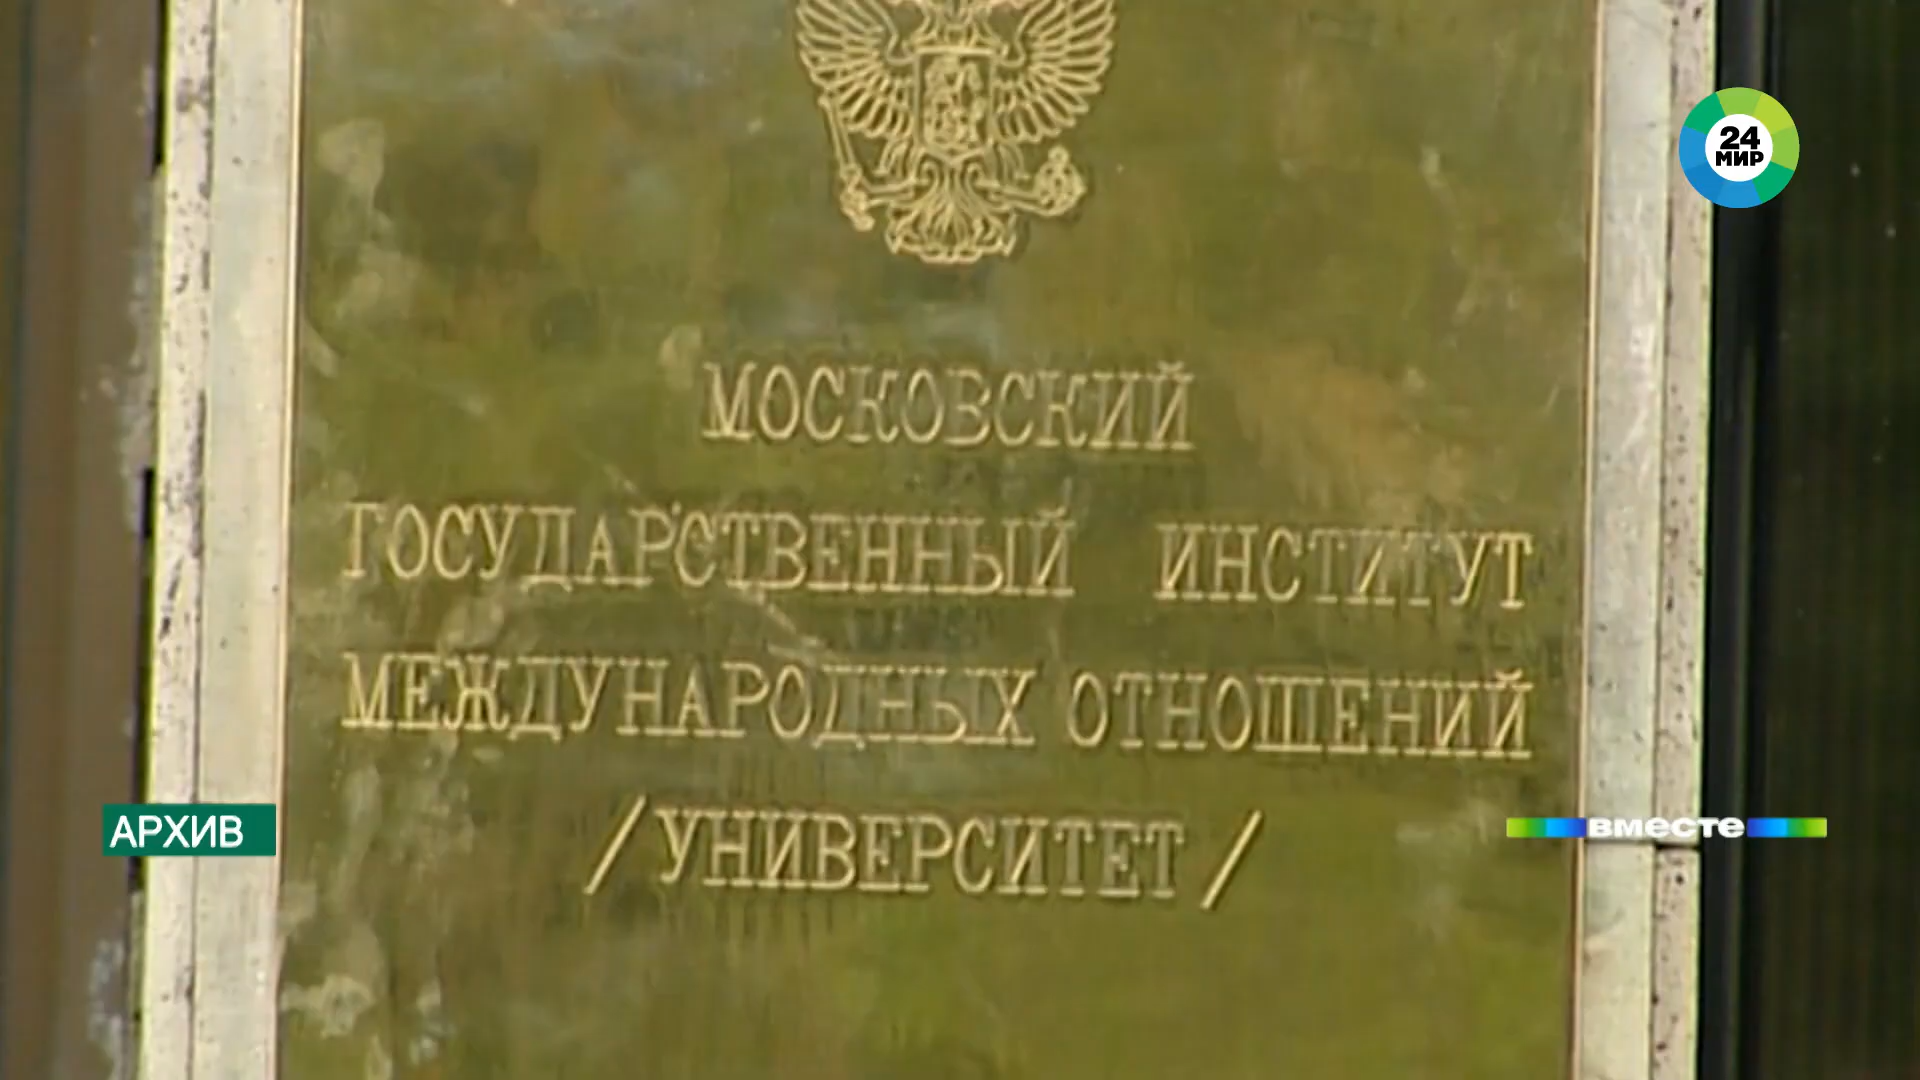 24
МИР
МОСКОВСКИЙ
ГОСУДАРСТВЕННЫЙ ИНСТИТУТ
МЕЖДУНАРОДНЫХ ОТНОШЕНИЙ
/УНИВЕРСИТЕТ/
АРХИВ
вместе